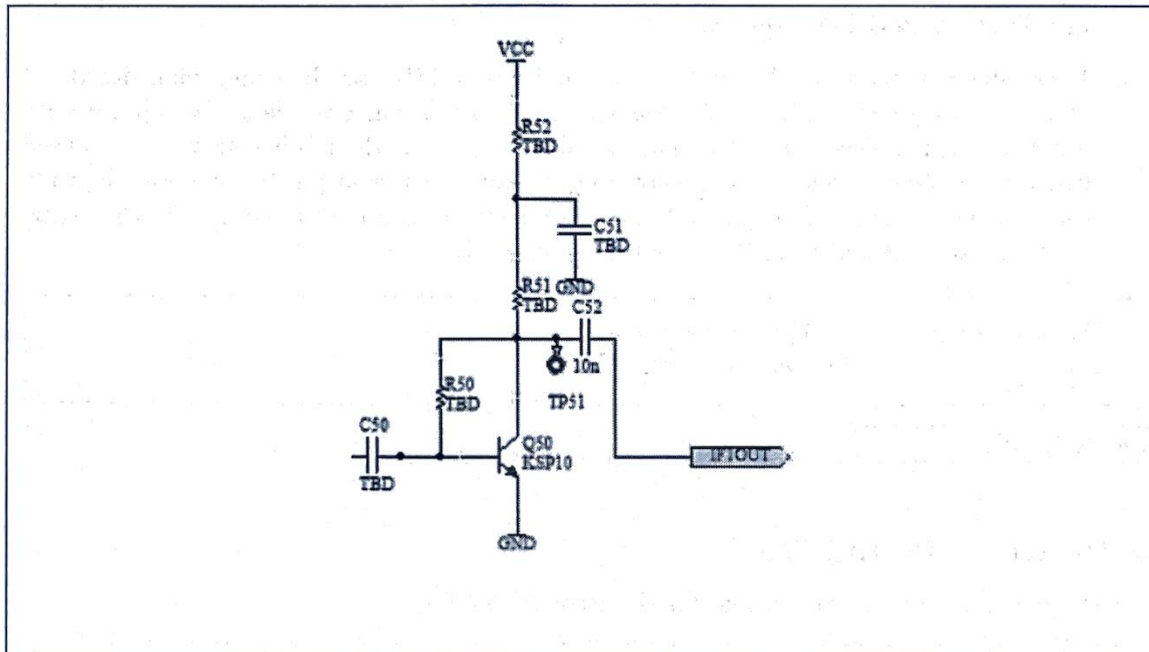 VCC
R52
TBD
C51
TBD
GND
R51
TBD
C52
10n
TP51
R50
TBD
C50
TBD
Q50
KSP10
IF1OUT
GND